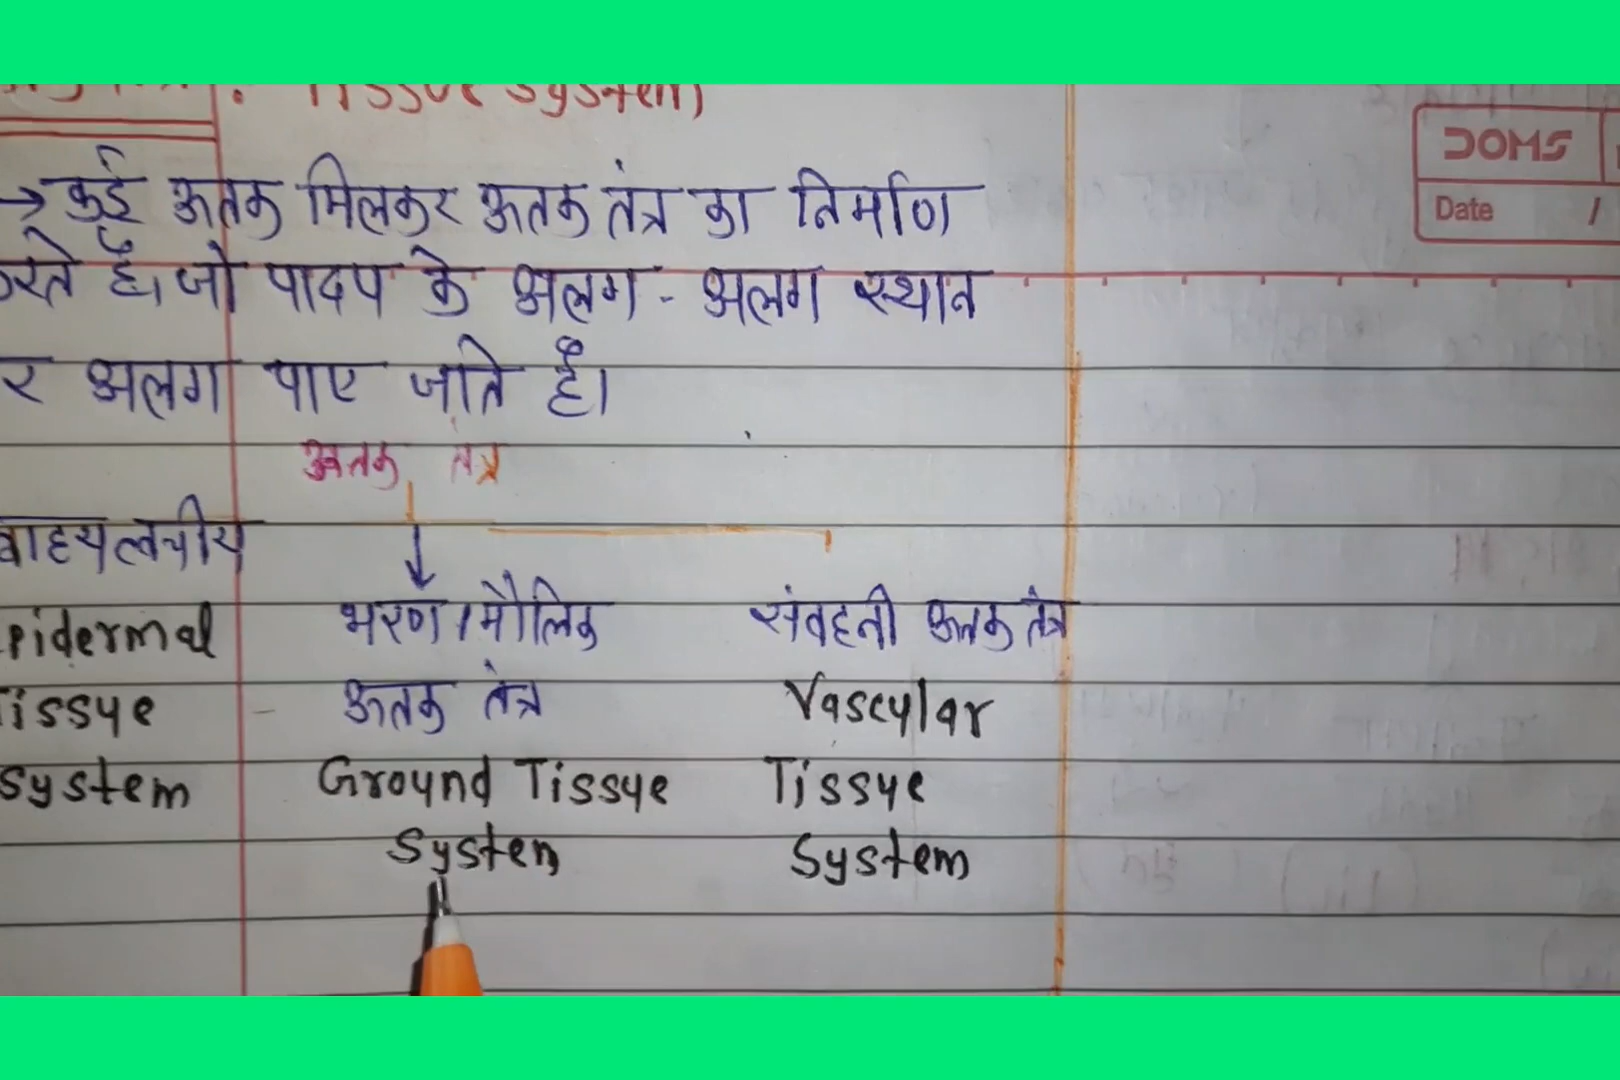 Tissue System)
DOMS
→ कई ऊतक मिलकर ऊतक तंत्र का निर्माण
Date /
रते है। जो पादप के अलग - अलग स्थान
र अलग पाए जाते है।
ऊतक तंत्र
बाह्यत्वचीय
भरण / मौलिक संवहनी ऊतक तंत्र
pidermal
issue ऊतक तंत्र Vascular
System Ground Tissue Tissue
System System